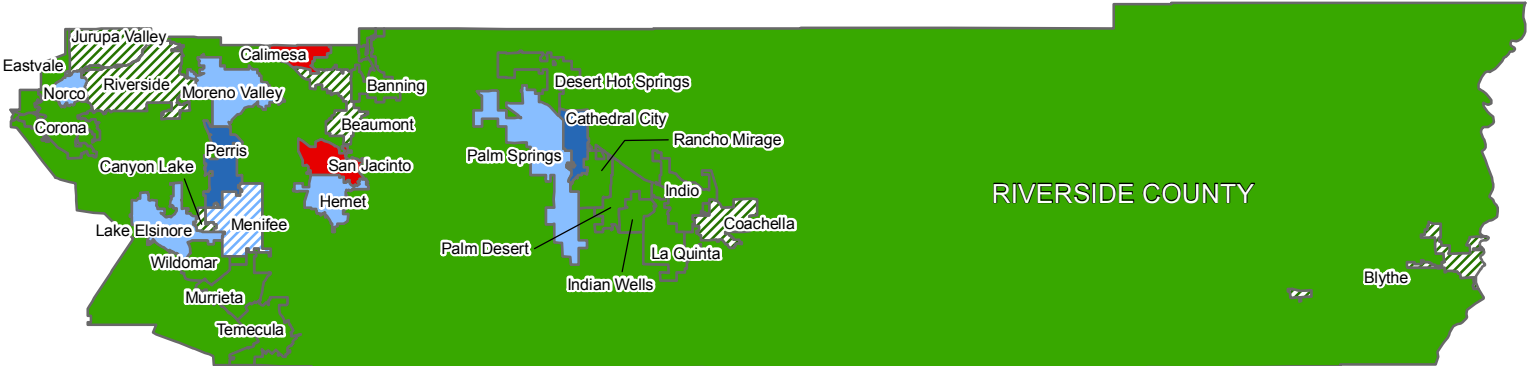 Jurupa Valley
Calimesa
Eastvale
Riverside
Banning
Desert Hot Springs
Norco
Moreno Valley
Cathedral City
Corona
Beaumont
Rancho Mirage
Perris
Palm Springs
Canyon Lake
San Jacinto
Indio
RIVERSIDE COUNTY
Hemet
Lake Elsinore
Menifee
Coachella
Palm Desert
La Quinta
Wildomar
Indian Wells
Blythe
Murrieta
Temecula